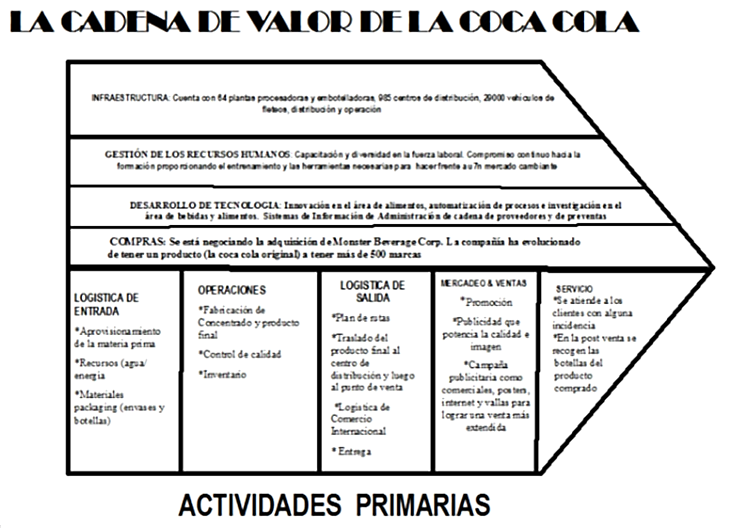 LA CADENA DE VALOR DE LA COCA COLA
INFRAESTRUCTURA: Cuenta con 64 plantas procesadoras y embotelladoras, 985 centros de distribución, 29000 vehículos de
fleteos, distribución y operación
GESTIÓN DE LOS RECURSOS HUMANOS: Capacitación y diversidad en la fuerza laboral. Compromiso continuo hacia la
formación proporcionando el entrenamiento y las herramientas necesarias para hacer frente au7n mercado cambiante
DESARROLLO DE TECNOLOGIA: Innovación en el área de alimentos, automatización de procesos e investigación en el
área de bebidas y alimentos. Sistemas de Información de Administración de cadena de proveedores y de preventas
COMPRAS: Se está negociando la adquisición de Monster Beverage Corp. La compañía ha evolucionado
de tener un producto (la coca cola original) a tener más de 500 marcas
LOGISTICA DE
ENTRADA
*Aprovisionamiento
de la materia prima
*Recursos (agua/
energia
*Materiales
packaging (envases y
botellas)
OPERACIONES
*Fabricación de
Concentrado y producto
final
*Control de calidad
*Inventario
LOGISTICA DE
SALIDA
*Plan de rutas
*Traslado del
producto final al
centro de
distribución y luego
al punto de venta
*Logistica de
Comercio
Internacional
*Entrega
MERCADEO & VENTAS
*Promoción
*Publicidad que
potencia la calidad e
imagen
*Campaña
publicitaria como
comerciales, posters,
internet y vallas para
lograr una venta más
extendida
SERVICIO
*Se atiende a los
clientes con alguna
incidencia
*En la post venta se
recogen las
botellas del
producto
comprado
ACTIVIDADES PRIMARIAS